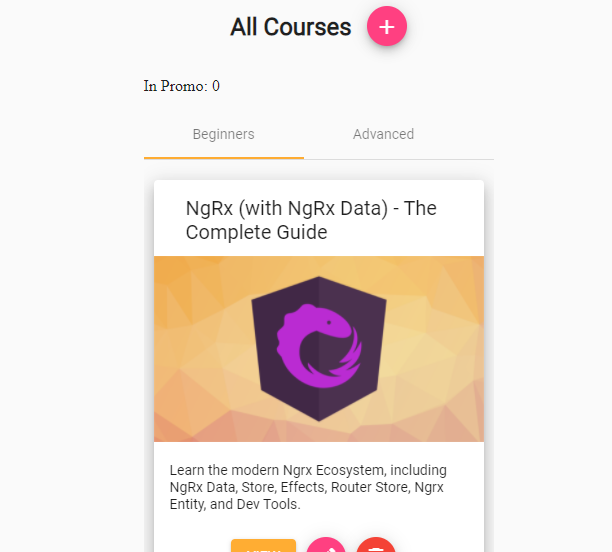 All Courses
+
In Promo: 0
Beginners
Advanced
NgRx (with NgRx Data) - The
Complete Guide
Learn the modern Ngrx Ecosystem, including
NgRx Data, Store, Effects, Router Store, Ngrx
Entity, and Dev Tools.